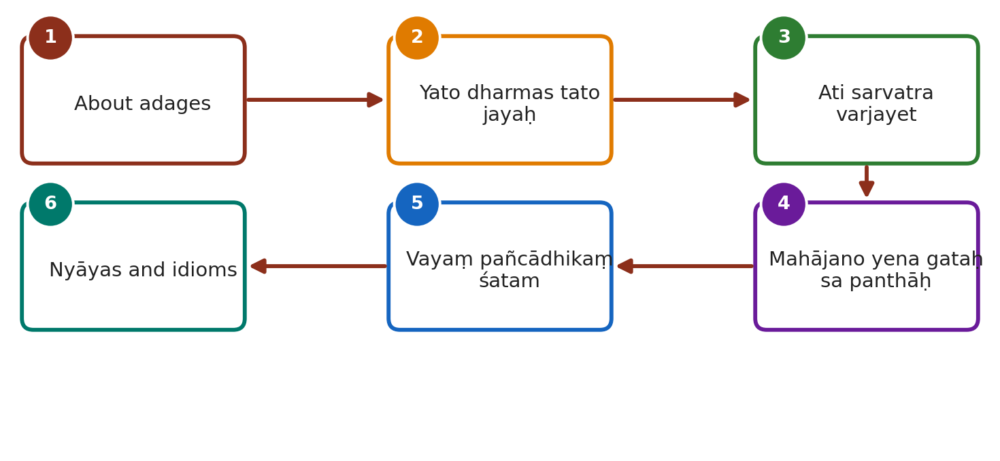 1
About adages
2
Yato dharmas tato
jayaḥ
3
Ati sarvatra
varjayet
4
Mahājano yena gataḥ
sa panthāḥ
5
Vayaṃ pañcādhikaṃ
śatam
6
Nyāyas and idioms